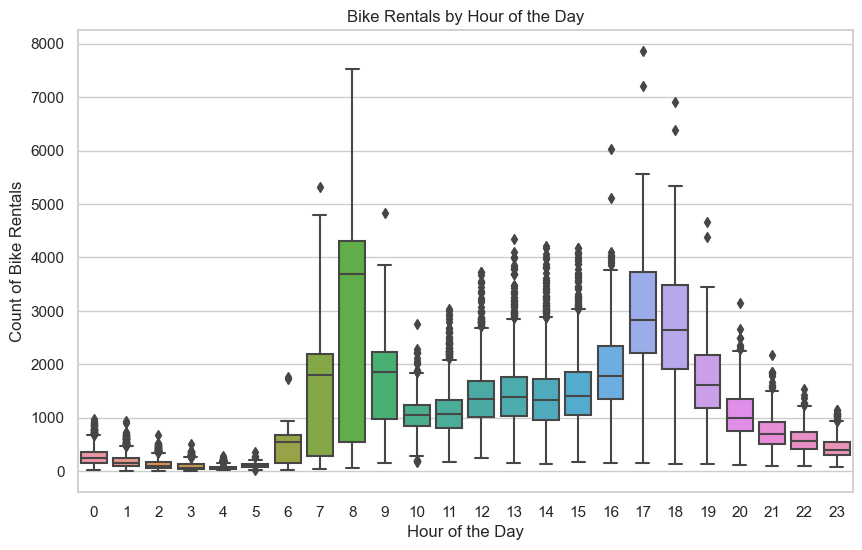 Bike Rentals by Hour of the Day
8000
7000
6000
5000
4000
3000
2000
1000
0
Count of Bike Rentals
0 1 2 3 4 5 6 7 8 9 10 11 12 13 14 15 16 17 18 19 20 21 22 23
Hour of the Day